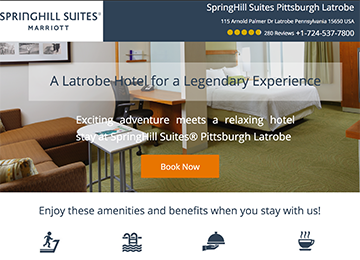 SPRINGHILL SUITES®
MARRIOTT
SpringHill Suites Pittsburgh Latrobe
115 Arnold Palmer Dr Latrobe Pennsylvania 15650 USA
280 Reviews +1-724-537-7800
A Latrobe Hotel for a Legendary Experience
Exciting adventure meets a relaxing hotel
stay at SpringHill Suites® Pittsburgh Latrobe
Book Now
Enjoy these amenities and benefits when you stay with us!